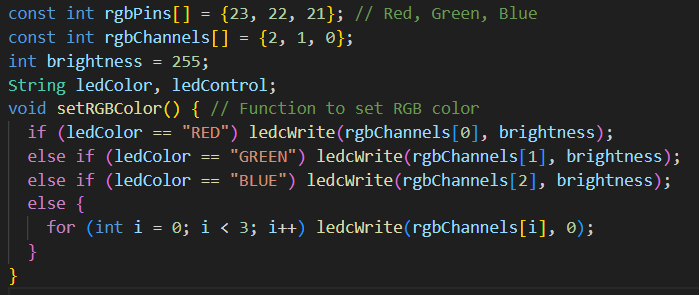 const int rgbPins[] = {23, 22, 21}; // Red, Green, Blue
const int rgbChannels[] = {2, 1, 0};
int brightness = 255;
String ledColor, ledControl;
void setRGBColor() { // Function to set RGB color
  if (ledColor == "RED") ledcWrite(rgbChannels[0], brightness);
  else if (ledColor == "GREEN") ledcWrite(rgbChannels[1], brightness);
  else if (ledColor == "BLUE") ledcWrite(rgbChannels[2], brightness);
  else {
    for (int i = 0; i < 3; i++) ledcWrite(rgbChannels[i], 0);
  }
}